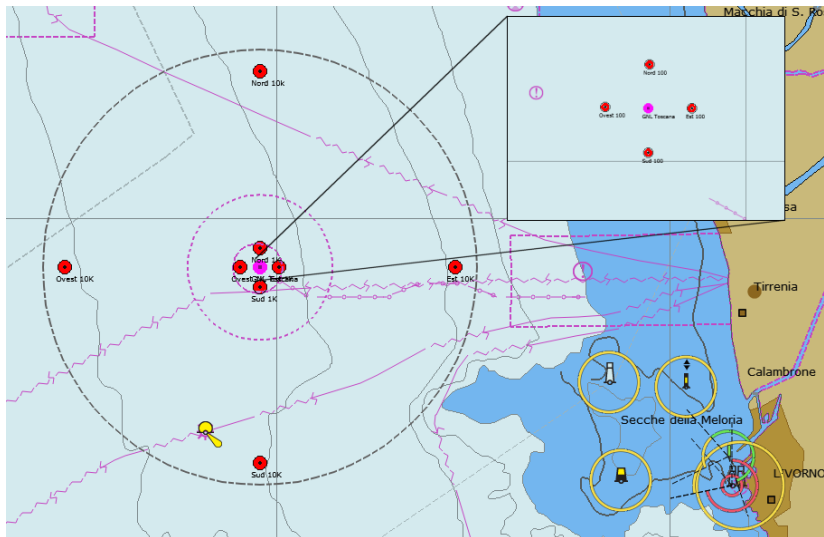 Macchia di S. Ro
Nord 10k
Nord 100
Ovest 100
GNL Toscana
Est 100
Sud 100
sa
Nord 1K
Ovest 10K
Est 10K
Sud 1K
Tirrenia
Calambrone
Secche della Meloria
Sud 10K
LIVORNO